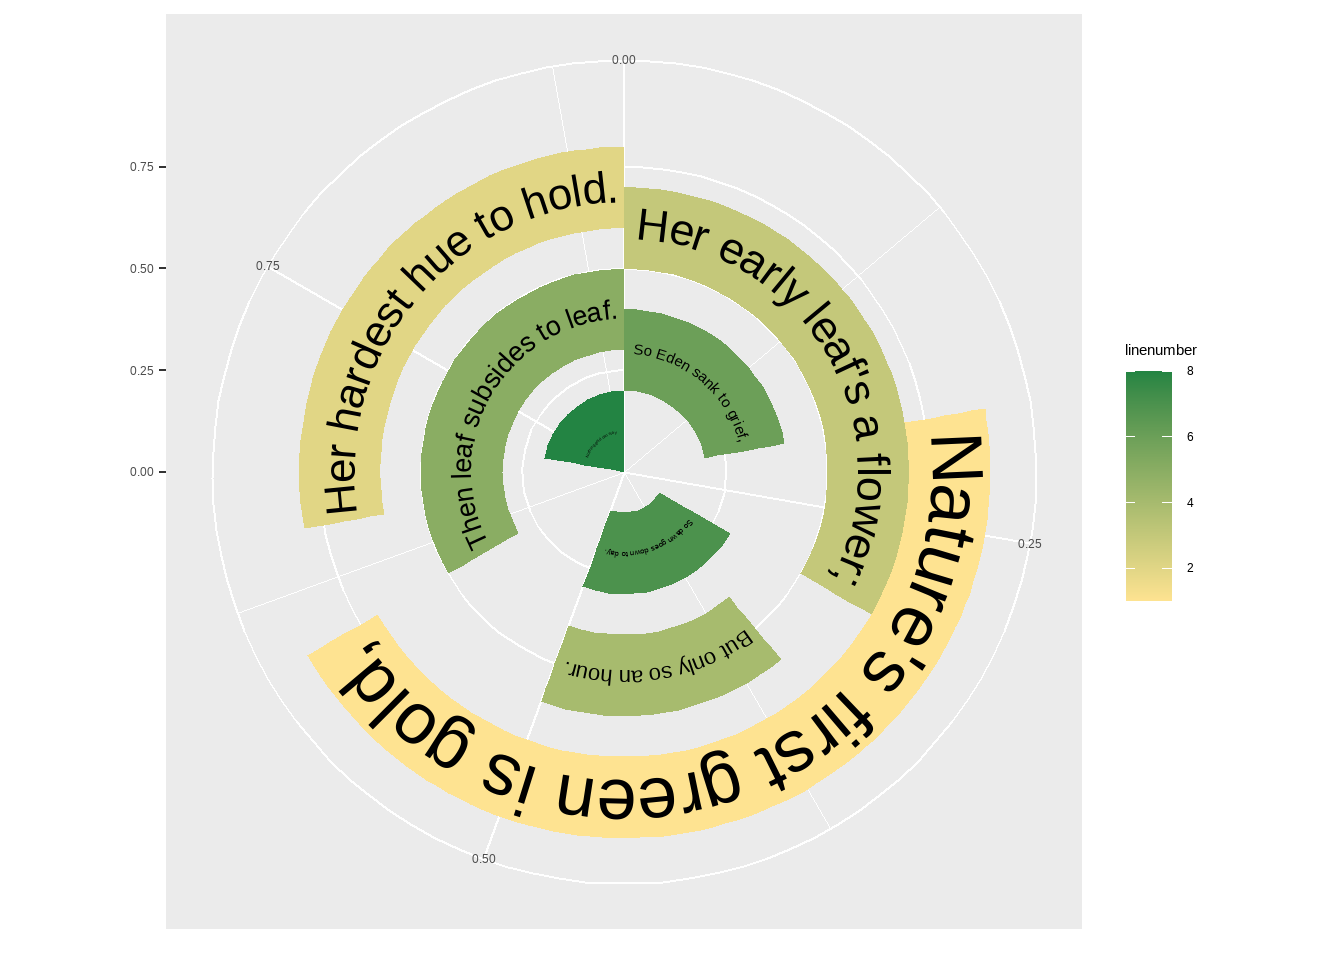 0.00
0.75
0.50
0.25
0.00
0.75
0.25
0.50
Nature's first green is gold,
Her hardest hue to hold.
Her early leaf's a flower;
But only so an hour.
Then leaf subsides to leaf.
So Eden sank to grief,
So dawn goes down to day.
linenumber
8
6
4
2